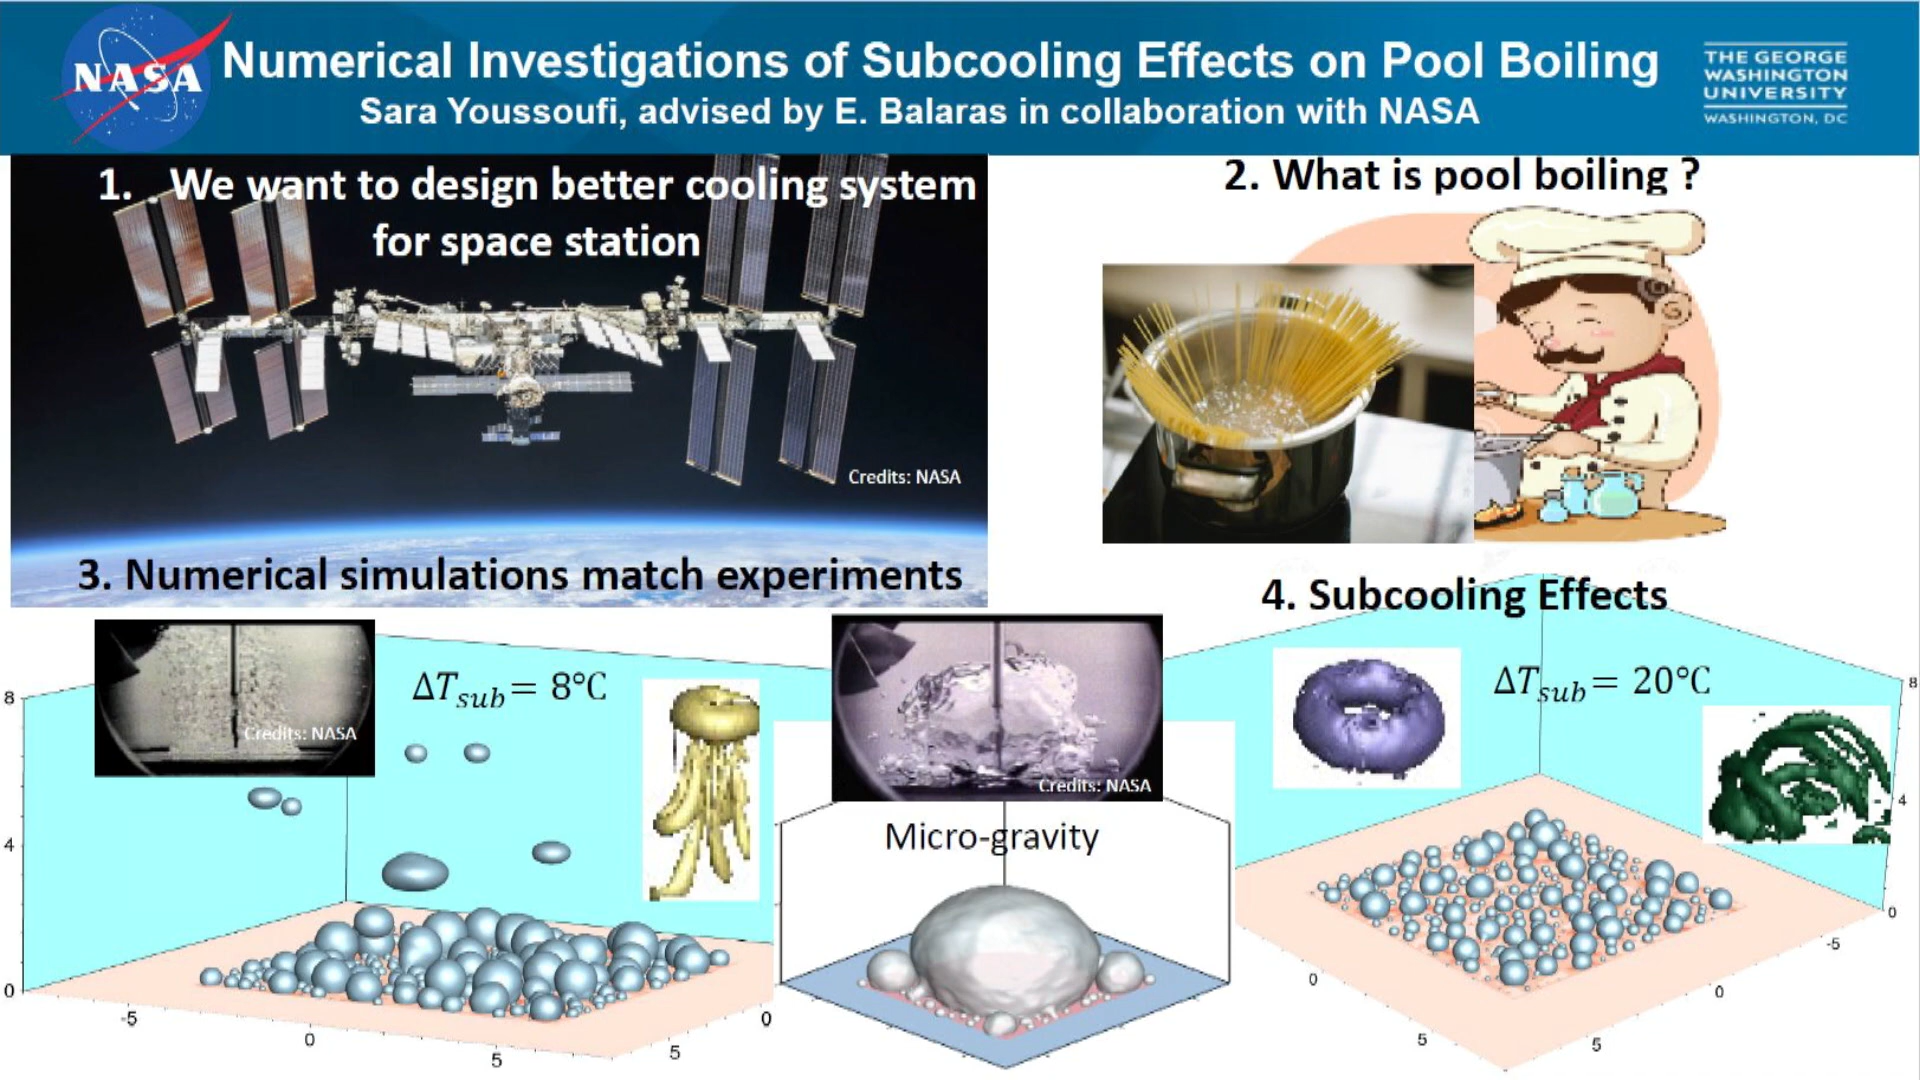 NASA
Numerical Investigations of Subcooling Effects on Pool Boiling
Sara Youssoufi, advised by E. Balaras in collaboration with NASA
THE GEORGE
WASHINGTON
UNIVERSITY
WASHINGTON, DC
1. We want to design better cooling system
for space station
Credits: NASA
2. What is pool boiling ?
3. Numerical simulations match experiments
Credits: NASA
ΔTsub = 8°C
8
4
0
-5
0
5
5
0
Credits: NASA
Micro-gravity
4. Subcooling Effects
ΔTsub = 20°C
8
4
0
-5
0
5
0
5